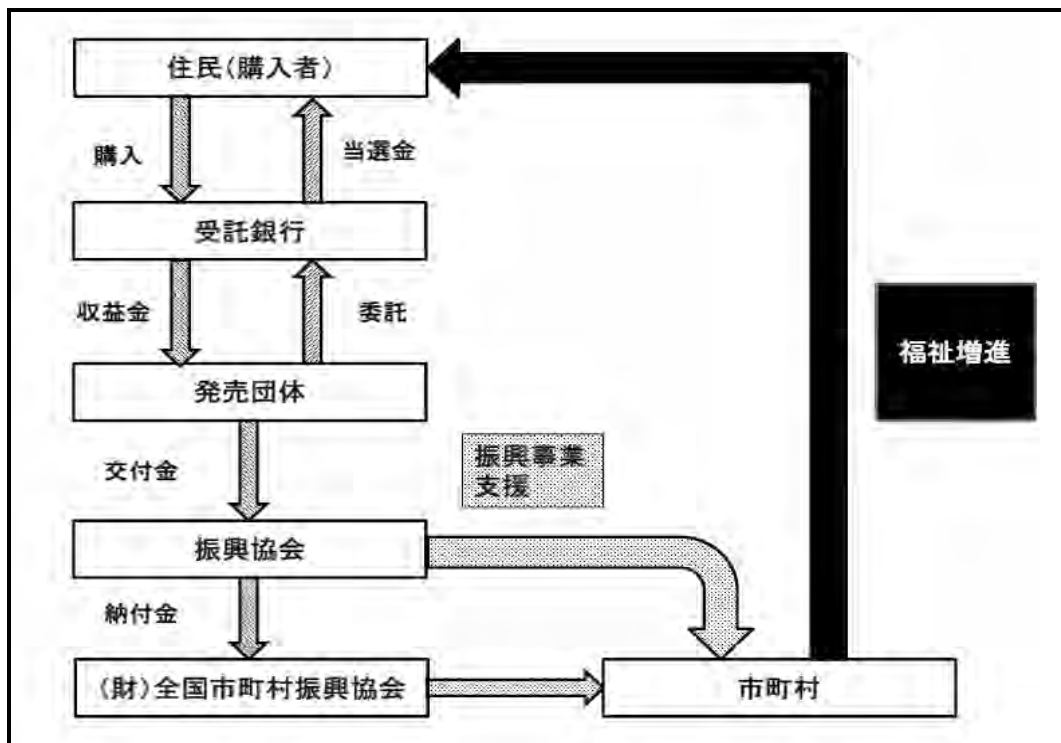 住民(購入者)
購入
当選金
受託銀行
収益金
委託
福祉増進
発売団体
交付金
振興事業
支援
振興協会
納付金
(財)全国市町村振興協会
市町村